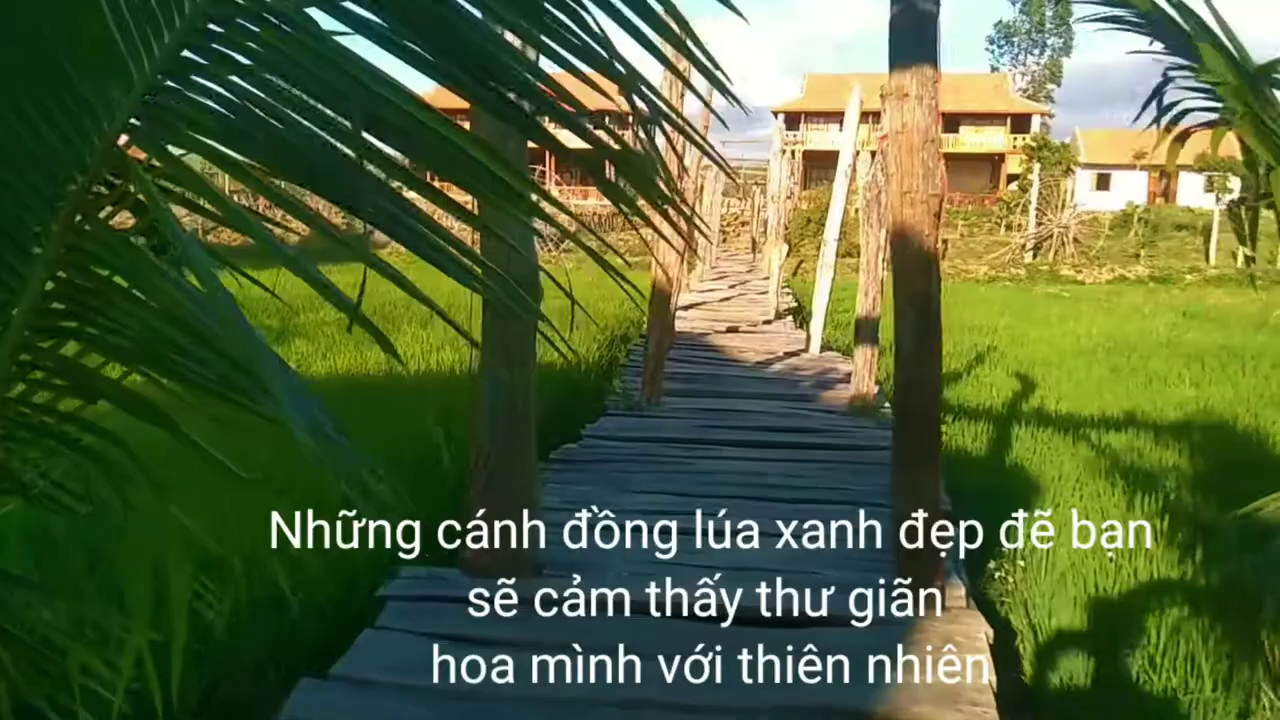 Những cánh đồng lúa xanh đẹp đẽ bạn
sẽ cảm thấy thư giãn
hoa mình với thiên nhiên